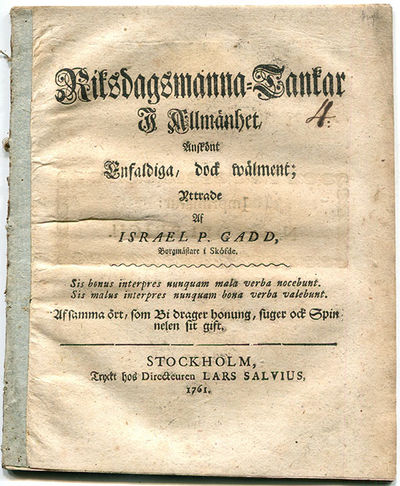 Riksdagsmanna-Tankar
I Allmänhet,
Anskönt
Enfaldiga, dock wälment;
Yttrade
Af
ISRAEL P. GADD,
Borgmästare i Sköfde.
4.
Sis bonus interpres nunquam mala verba nocebunt.
Sis malus interpres nunquam bona verba valebunt.
Af samma ört, som Bi drager honung, suger ock Spin
nelen sit gift.
STOCKHOLM,
Tryckt hos Directeuren LARS SALVIUS,
1761.